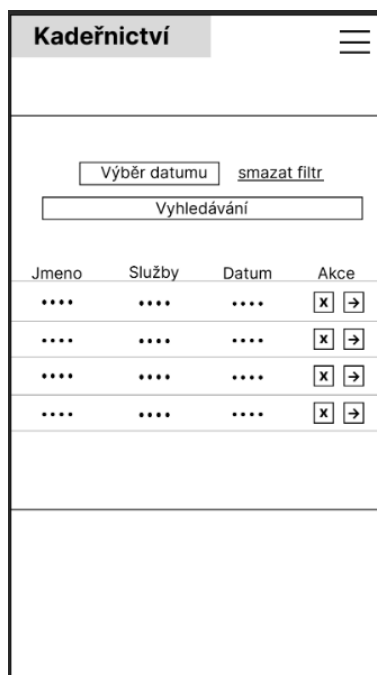 Kadeřnictví
Výběr datumu smazat filtr
Vyhledávání
Jmeno Služby Datum Akce
•••• •••• •••• x →
•••• •••• •••• x →
•••• •••• •••• x →
•••• •••• •••• x →